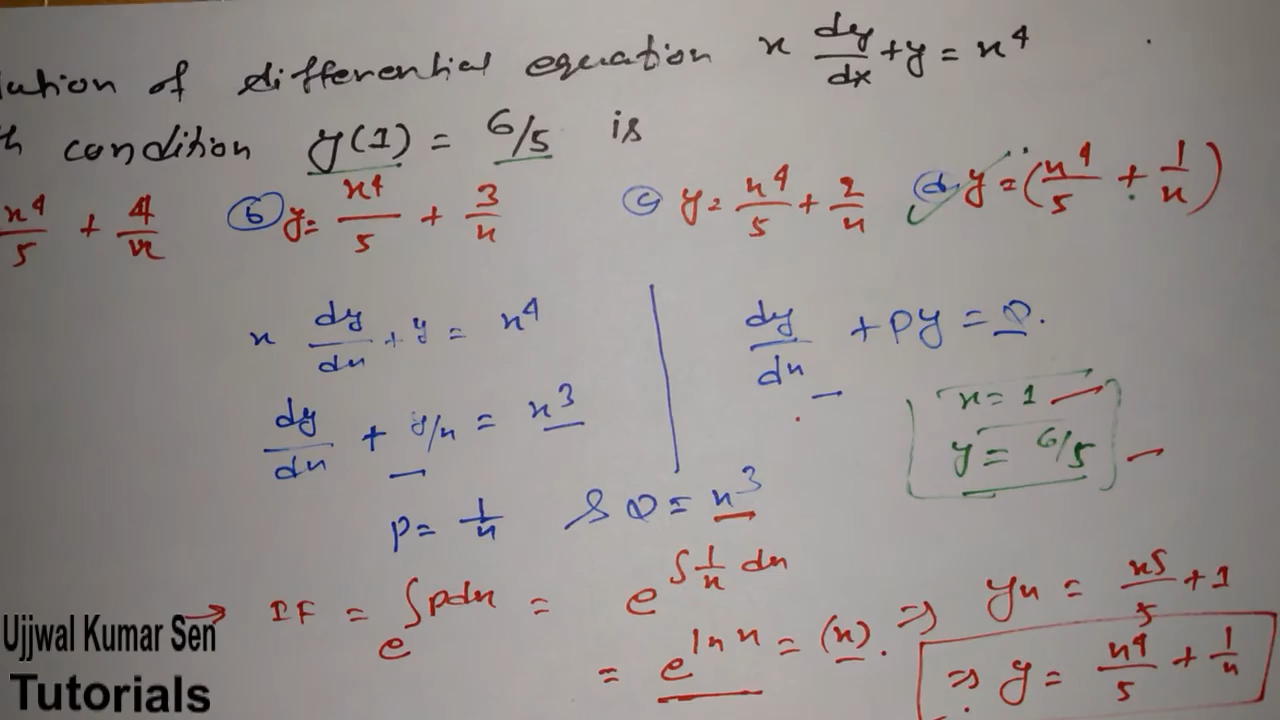 lution of differential equation x dy/dx + y = x⁴
th condition y(1) = 6/5 is
x⁴/5 + 4/x (b) y = x⁴/5 + 3/x (c) y = x⁴/5 + 2/x (d) y = (x⁴/5 + 1/x)
x dy/dx + y = x⁴
dy/dx + y/x = x³
dy/dx + Py = Q.
x = 1
y = 6/5
P = 1/x & Q = x³
→ IF = e^∫Pdx = e^∫1/x dx
= e^ln x = (x).
⇒ yx = x⁵/5 + 1
⇒ y = x⁴/5 + 1/x
Ujjwal Kumar Sen
Tutorials